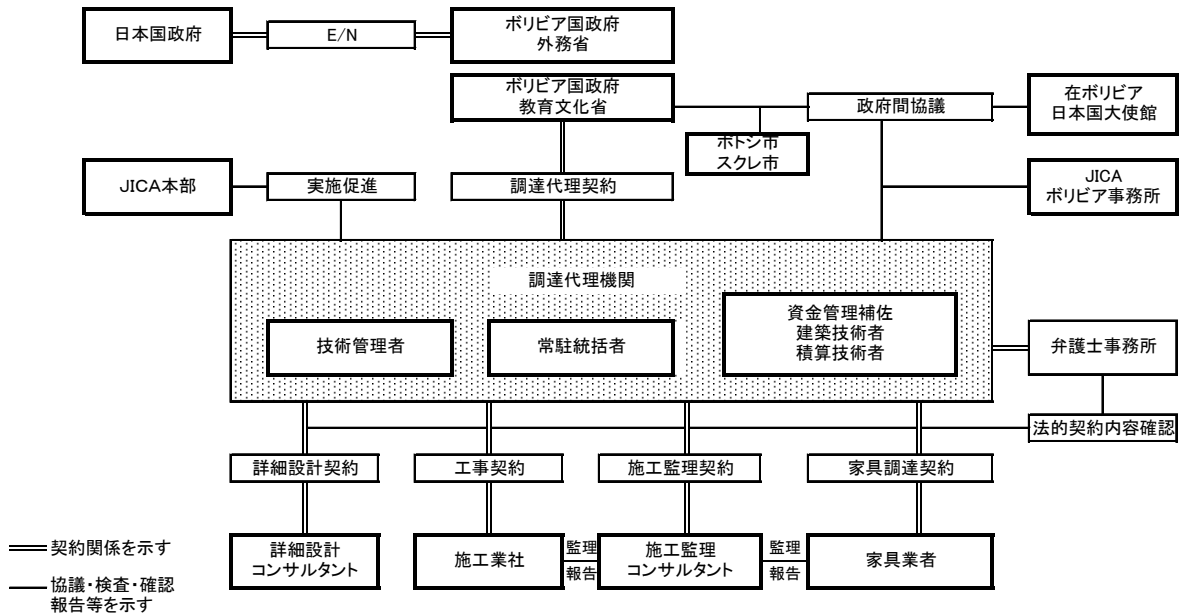 日本国政府
E/N
ボリビア国政府
外務省
ボリビア国政府
教育文化省
政府間協議
在ボリビア
日本国大使館
ポトシ市
スクレ市
JICA本部
実施促進
調達代理契約
JICA
ボリビア事務所
調達代理機関
技術管理者
常駐統括者
資金管理補佐
建築技術者
積算技術者
弁護士事務所
法的契約内容確認
詳細設計契約
工事契約
施工監理契約
家具調達契約
契約関係を示す
協議・検査・確認
報告等を示す
詳細設計
コンサルタント
施工業社
監理
報告
施工監理
コンサルタント
監理
報告
家具業者